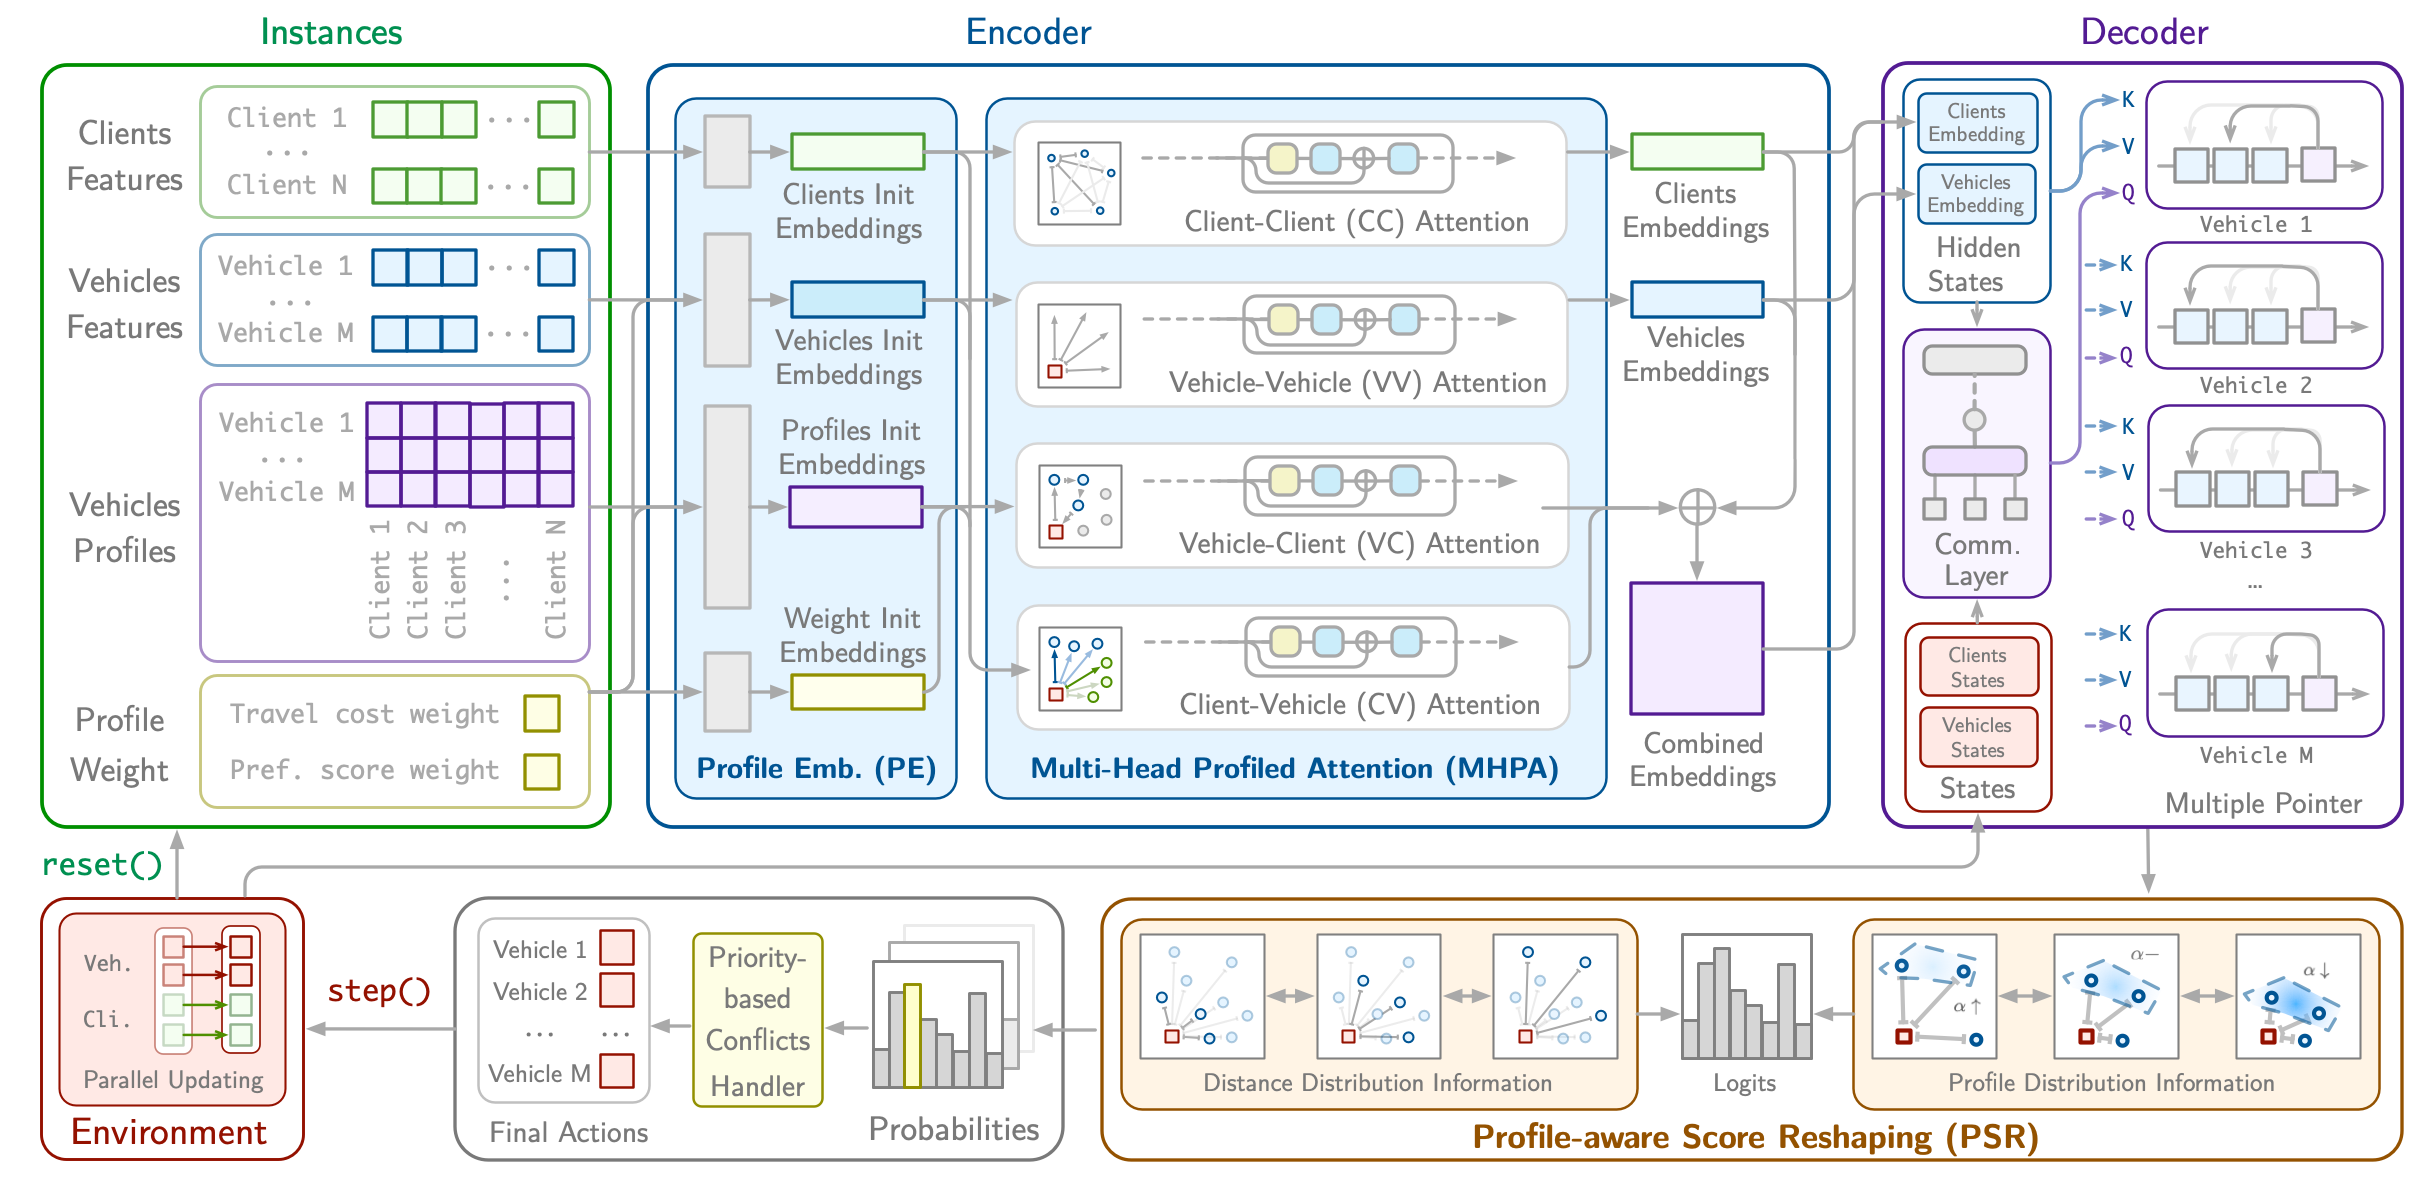 Instances
Encoder
Decoder
Clients
Features
Client 1
...
Client N
...
...
Vehicles
Features
Vehicle 1
...
Vehicle M
...
...
Vehicles
Profiles
Vehicle 1
...
Vehicle M
Client 1
Client 2
Client 3
...
Client N
Profile
Weight
Travel cost weight
Pref. score weight
Clients Init
Embeddings
Vehicles Init
Embeddings
Profiles Init
Embeddings
Weight Init
Embeddings
Profile Emb. (PE)
Client-Client (CC) Attention
Vehicle-Vehicle (VV) Attention
Vehicle-Client (VC) Attention
Client-Vehicle (CV) Attention
Multi-Head Profiled Attention (MHPA)
Clients
Embeddings
Vehicles
Embeddings
Combined
Embeddings
Clients
Embedding
Vehicles
Embedding
Hidden
States
Comm.
Layer
Clients
States
Vehicles
States
States
K
V
Q
Vehicle 1
K
V
Q
Vehicle 2
K
V
Q
Vehicle 3
...
K
V
Q
Vehicle M
Multiple Pointer
reset()
Veh.
Cli.
Parallel Updating
Environment
step()
Vehicle 1
Vehicle 2
... ...
Vehicle M
Final Actions
Priority-
based
Conflicts
Handler
Probabilities
Distance Distribution Information
Logits
α↑
α−
α↓
Profile Distribution Information
Profile-aware Score Reshaping (PSR)